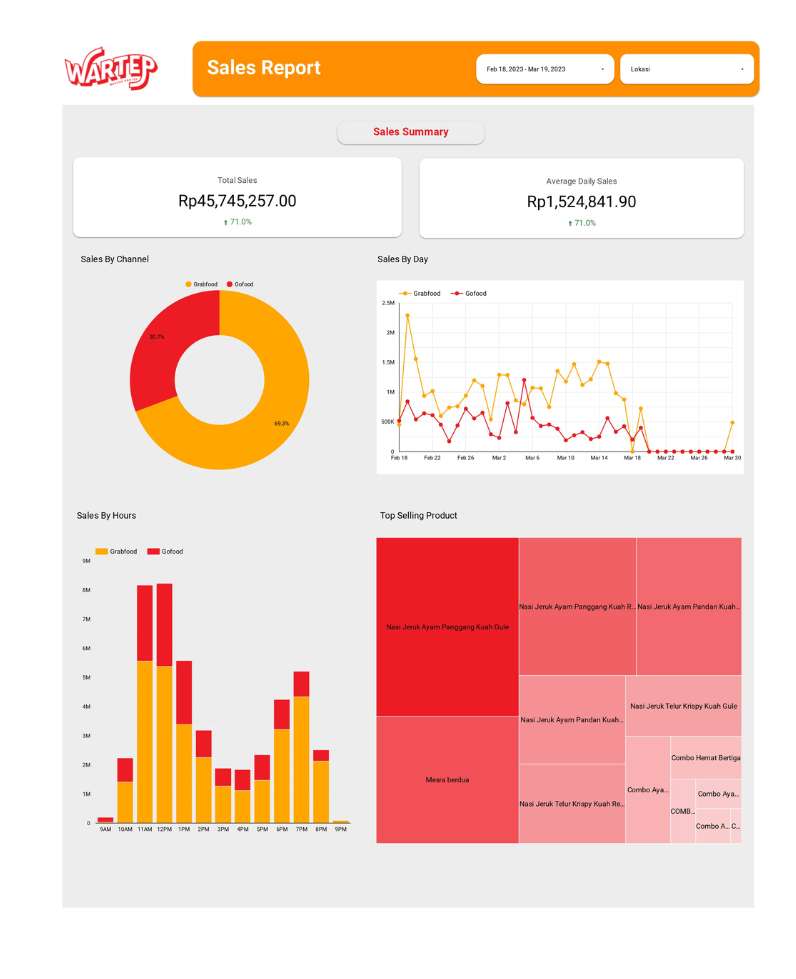 WARTEP
Sales Report
Feb 18, 2023 - Mar 19, 2023
Lokasi
Sales Summary
Total Sales
Rp45,745,257.00
71.0%
Average Daily Sales
Rp1,524,841.90
71.0%
Sales By Channel
Grabfood
Gofood
30.7%
69.3%
Sales By Day
Grabfood
Gofood
2.5M
2M
1.5M
1M
500K
0
Feb 18
Feb 22
Feb 26
Mar 2
Mar 6
Mar 10
Mar 14
Mar 18
Mar 22
Mar 26
Mar 30
Sales By Hours
Grabfood
Gofood
9M
8M
7M
6M
5M
4M
3M
2M
1M
0
9AM
10AM
11AM
12PM
1PM
2PM
3PM
4PM
5PM
6PM
7PM
8PM
9PM
Top Selling Product
Nasi Jeruk Ayam Panggang Kuah Gule
Nasi Jeruk Ayam Panggang Kuah R...
Nasi Jeruk Ayam Pandan Kuah...
Mesra berdua
Nasi Jeruk Ayam Pandan Kuah...
Nasi Jeruk Telur Krispy Kuah Gule
Nasi Jeruk Telur Krispy Kuah Re...
Combo Aya...
Combo Hemat Bertiga
COMB...
Combo Aya...
Combo A...
C...